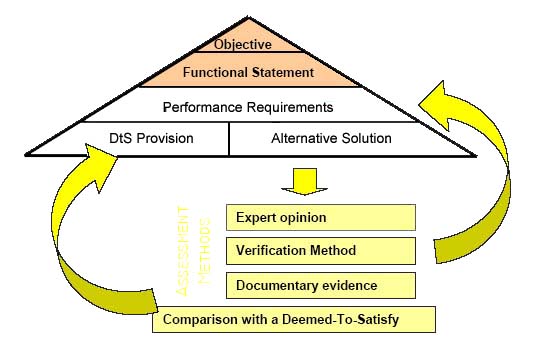 Objective
Functional Statement
Performance Requirements
DtS Provision
Alternative Solution
ASSESSMENT
METHODS
Expert opinion
Verification Method
Documentary evidence
Comparison with a Deemed-To-Satisfy